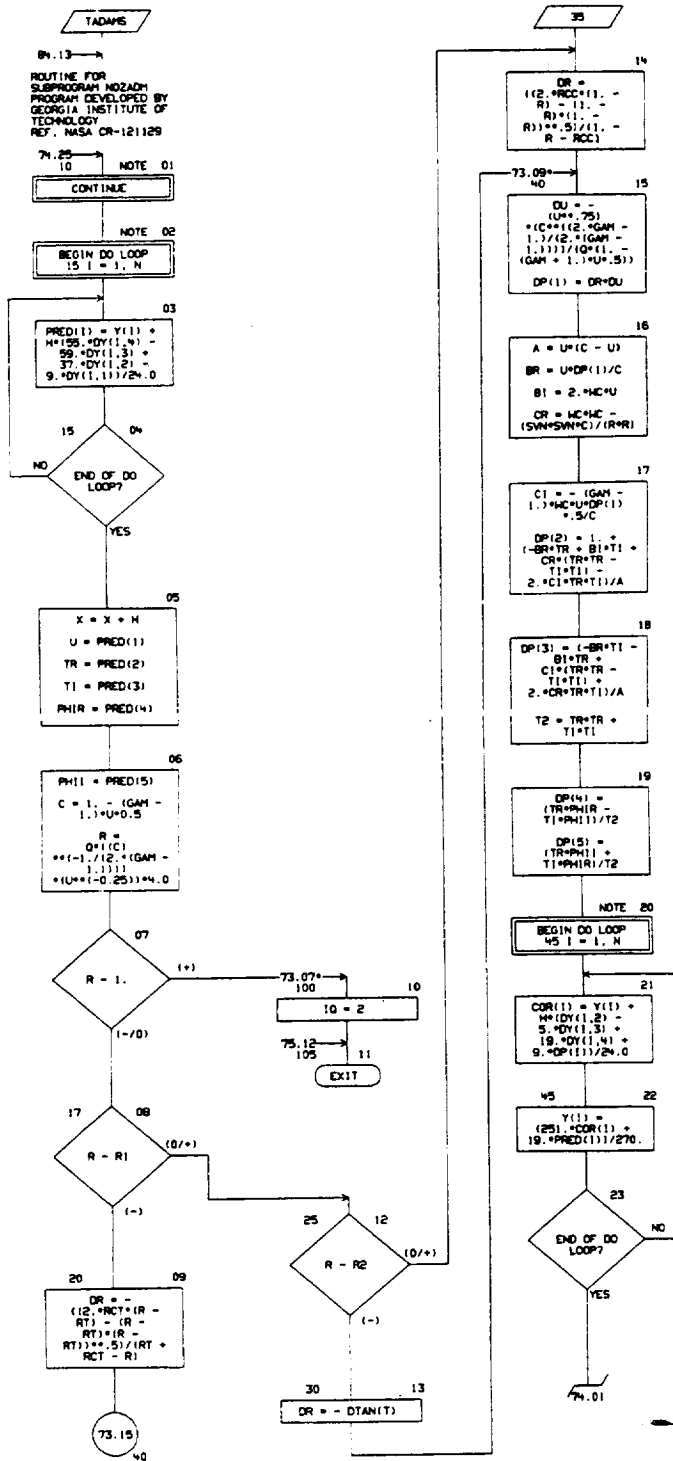 TADAMS
84.13
ROUTINE FOR
SUBPROGRAM NOZADM
PROGRAM DEVELOPED BY
GEORGIA INSTITUTE OF
TECHNOLOGY
REF. NASA CR-121129
74.25
10 NOTE 01
CONTINUE
NOTE 02
BEGIN DO LOOP
15 I = 1, N
03
PRED(I) = Y(I) +
H*(55.*DY(I,4) -
59.*DY(I,3) +
37.*DY(I,2) -
9.*DY(I,1))/24.0
15 04
NO
END OF DO
LOOP?
YES
05
X = X + H
U = PRED(1)
TR = PRED(2)
TI = PRED(3)
PHIR = PRED(4)
06
PHII = PRED(5)
C = 1. - (GAM -
1.)*U*0.5
R =
Q*((C)
**(-1./(2.*(GAM -
1.))))
*(U**(-0.25))*4.0
07
R - 1.
(+)
(-/0)
73.07*
100 10
IQ = 2
75.12
105 11
EXIT
17 08
R - R1
(0/+)
(-)
20 09
DR = -
((2.*RCT*(R -
RT) - (R -
RT)*(R -
RT))**.5)/(RT +
RCT - R)
73.15
40
25 12
R - R2
(0/+)
(-)
30 13
DR = - DTAN(T)
35
14
DR =
((2.*RCC*(1. -
R) - (1. -
R)*(1. -
R))**.5)/(1. -
R - RCC)
73.09*
40 15
DU = -
(U**.75)
*(C**((2.*GAM -
1.)/(2.*(GAM -
1.))))/(Q*(1. -
(GAM + 1.)*U*.5))
DP(1) = DR*DU
16
A = U*(C - U)
BR = U*DP(1)/C
BI = 2.*WC*U
CR = WC*WC -
(SVN*SVN*C)/(R*R)
17
CI = - (GAM -
1.)*WC*U*DP(1)
*.5/C
DP(2) = 1. +
(-BR*TR + BI*TI +
CR*(TR*TR -
TI*TI) -
2.*CI*TR*TI)/A
18
DP(3) = (-BR*TI -
BI*TR +
CI*(TR*TR -
TI*TI) +
2.*CR*TR*TI)/A
T2 = TR*TR +
TI*TI
19
DP(4) =
(TR*PHIR -
TI*PHII)/T2
DP(5) =
(TR*PHII +
TI*PHIR)/T2
NOTE 20
BEGIN DO LOOP
45 I = 1, N
21
COR(I) = Y(I) +
H*(DY(I,2) -
5.*DY(I,3) +
19.*DY(I,4) +
9.*DP(I))/24.0
45 22
Y(I) =
(251.*COR(I) +
19.*PRED(I))/270.
23
END OF DO
LOOP?
NO
YES
74.01